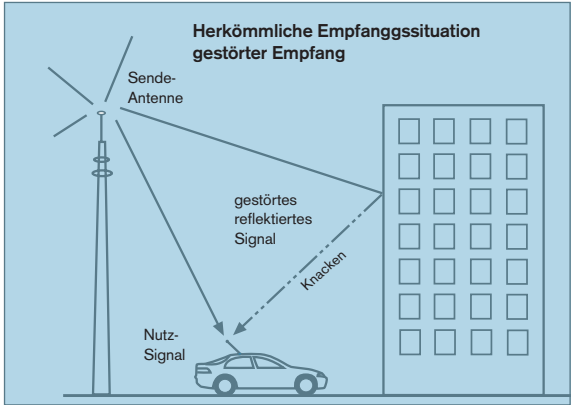 Herkömmliche Empfanggssituation
gestörter Empfang
Sende-
Antenne
gestörtes
reflektiertes
Signal
Knacken
Nutz-
Signal